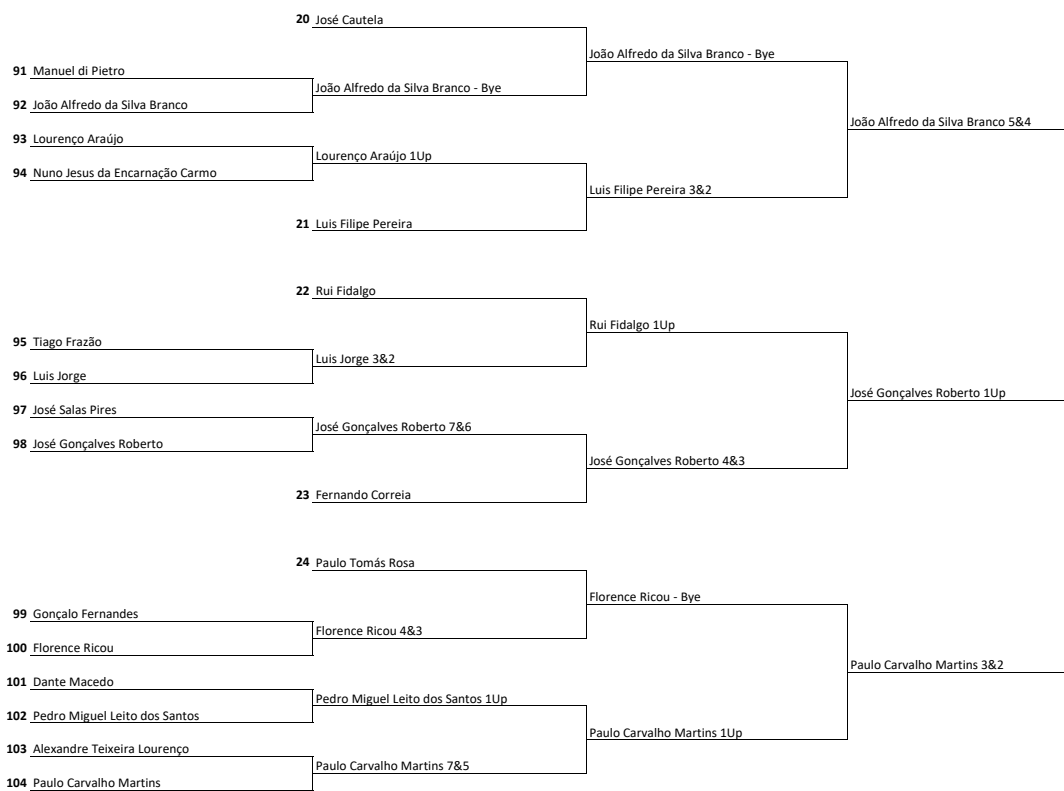 20 José Cautela
João Alfredo da Silva Branco - Bye
91 Manuel di Pietro
João Alfredo da Silva Branco - Bye
92 João Alfredo da Silva Branco
João Alfredo da Silva Branco 5&4
93 Lourenço Araújo
Lourenço Araújo 1Up
94 Nuno Jesus da Encarnação Carmo
Luis Filipe Pereira 3&2
21 Luis Filipe Pereira
22 Rui Fidalgo
Rui Fidalgo 1Up
95 Tiago Frazão
Luis Jorge 3&2
96 Luis Jorge
José Gonçalves Roberto 1Up
97 José Salas Pires
José Gonçalves Roberto 7&6
98 José Gonçalves Roberto
José Gonçalves Roberto 4&3
23 Fernando Correia
24 Paulo Tomás Rosa
Florence Ricou - Bye
99 Gonçalo Fernandes
Florence Ricou 4&3
100 Florence Ricou
Paulo Carvalho Martins 3&2
101 Dante Macedo
Pedro Miguel Leito dos Santos 1Up
102 Pedro Miguel Leito dos Santos
Paulo Carvalho Martins 1Up
103 Alexandre Teixeira Lourenço
Paulo Carvalho Martins 7&5
104 Paulo Carvalho Martins